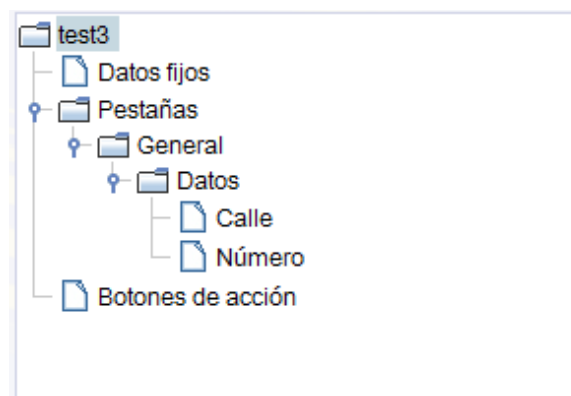 test3
Datos fijos
Pestañas
General
Datos
Calle
Número
Botones de acción